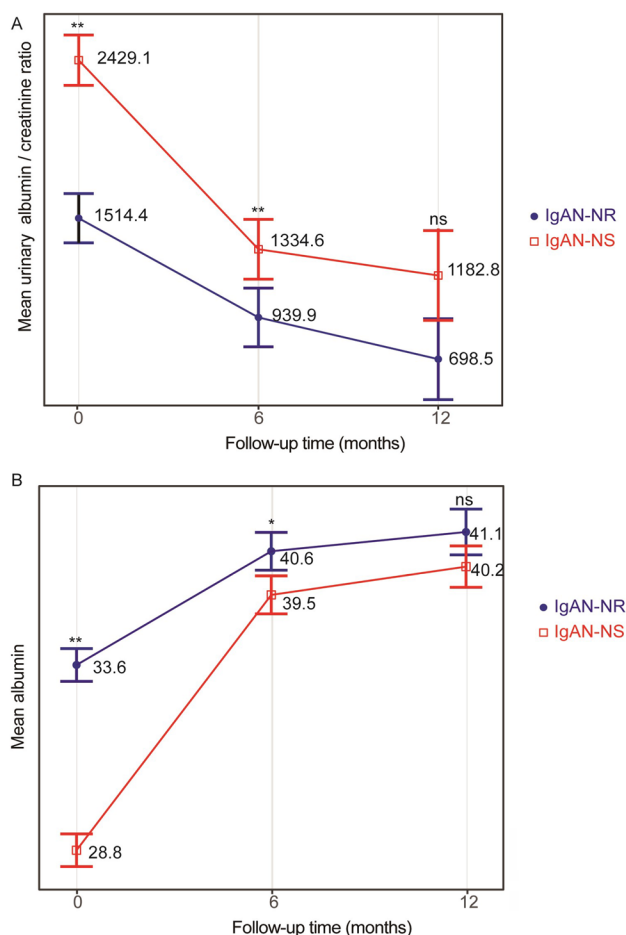 A
Mean urinary albumin / creatinine ratio
**
2429.1
1514.4
**
1334.6
939.9
ns
1182.8
698.5
IgAN-NR
IgAN-NS
0 6 12
Follow-up time (months)
B
Mean albumin
**
33.6
28.8
*
40.6
39.5
ns
41.1
40.2
IgAN-NR
IgAN-NS
0 6 12
Follow-up time (months)